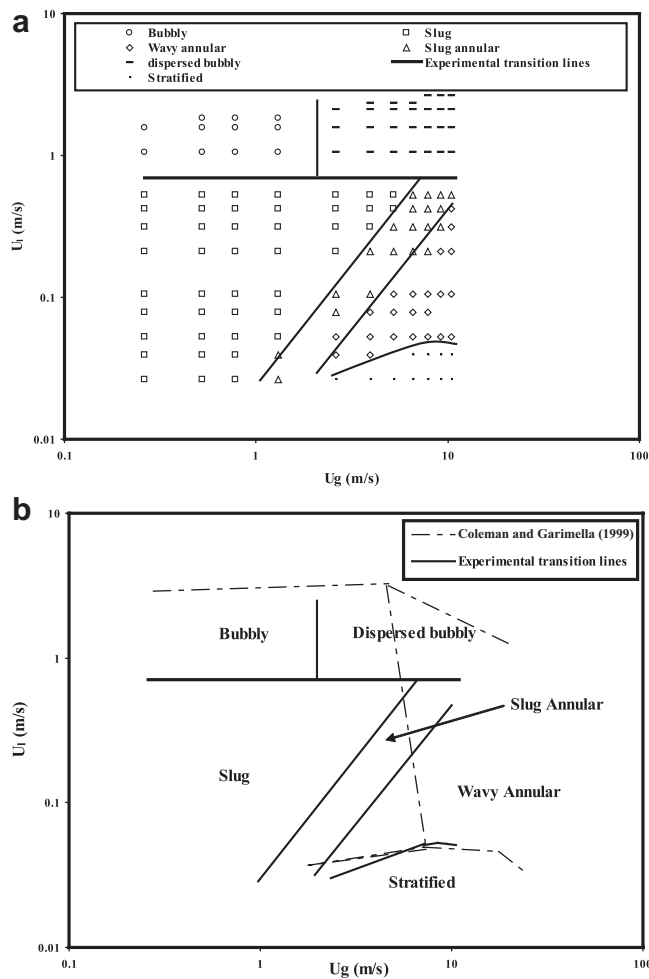 a
10
Bubbly Slug
Wavy annular Slug annular
dispersed bubbly Experimental transition lines
Stratified
1
0.1
0.01
0.1 1 10 100
Ug (m/s)
Ul (m/s)
b
10
Coleman and Garimella (1999)
Experimental transition lines
Bubbly Dispersed bubbly
1
Slug Annular
Slug
Wavy Annular
0.1
Stratified
0.01
0.1 1 10 100
Ug (m/s)
Ul (m/s)